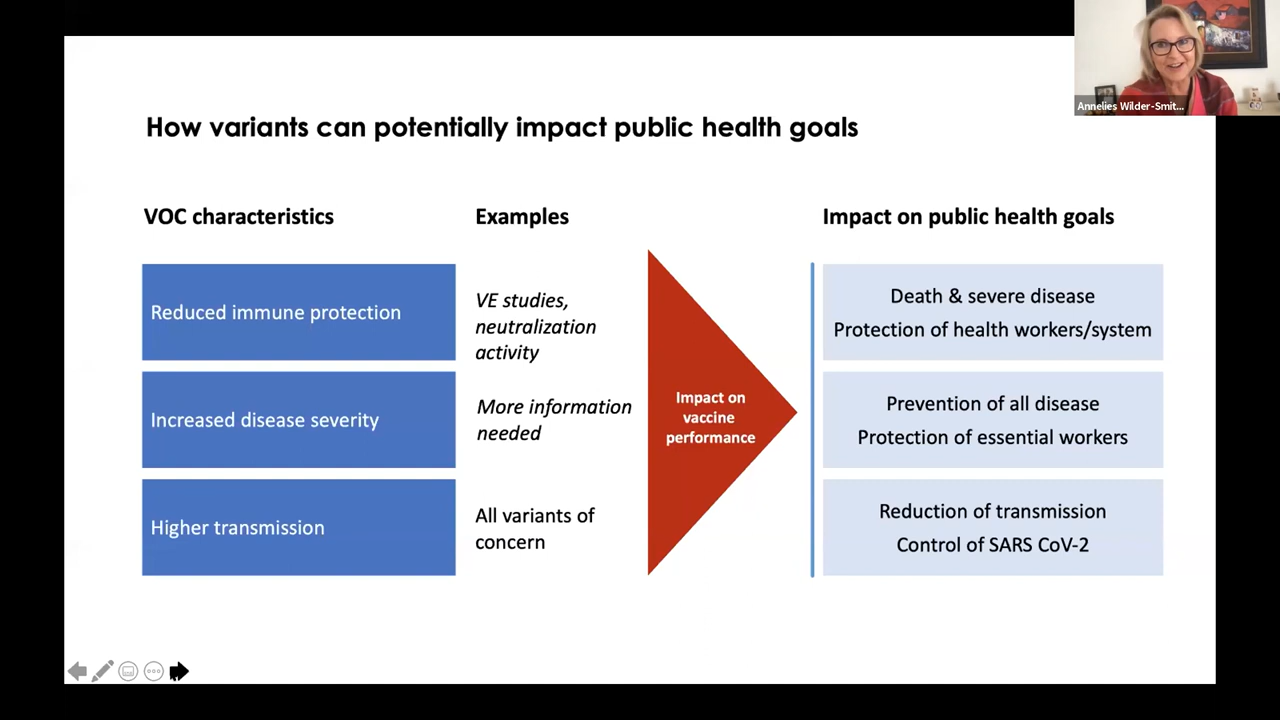 Annelies Wilder-Smit...
How variants can potentially impact public health goals
VOC characteristics
Examples
Impact on public health goals
Reduced immune protection
VE studies,
neutralization
activity
Death & severe disease
Protection of health workers/system
Increased disease severity
More information
needed
Impact on
vaccine
performance
Prevention of all disease
Protection of essential workers
Higher transmission
All variants of
concern
Reduction of transmission
Control of SARS CoV-2